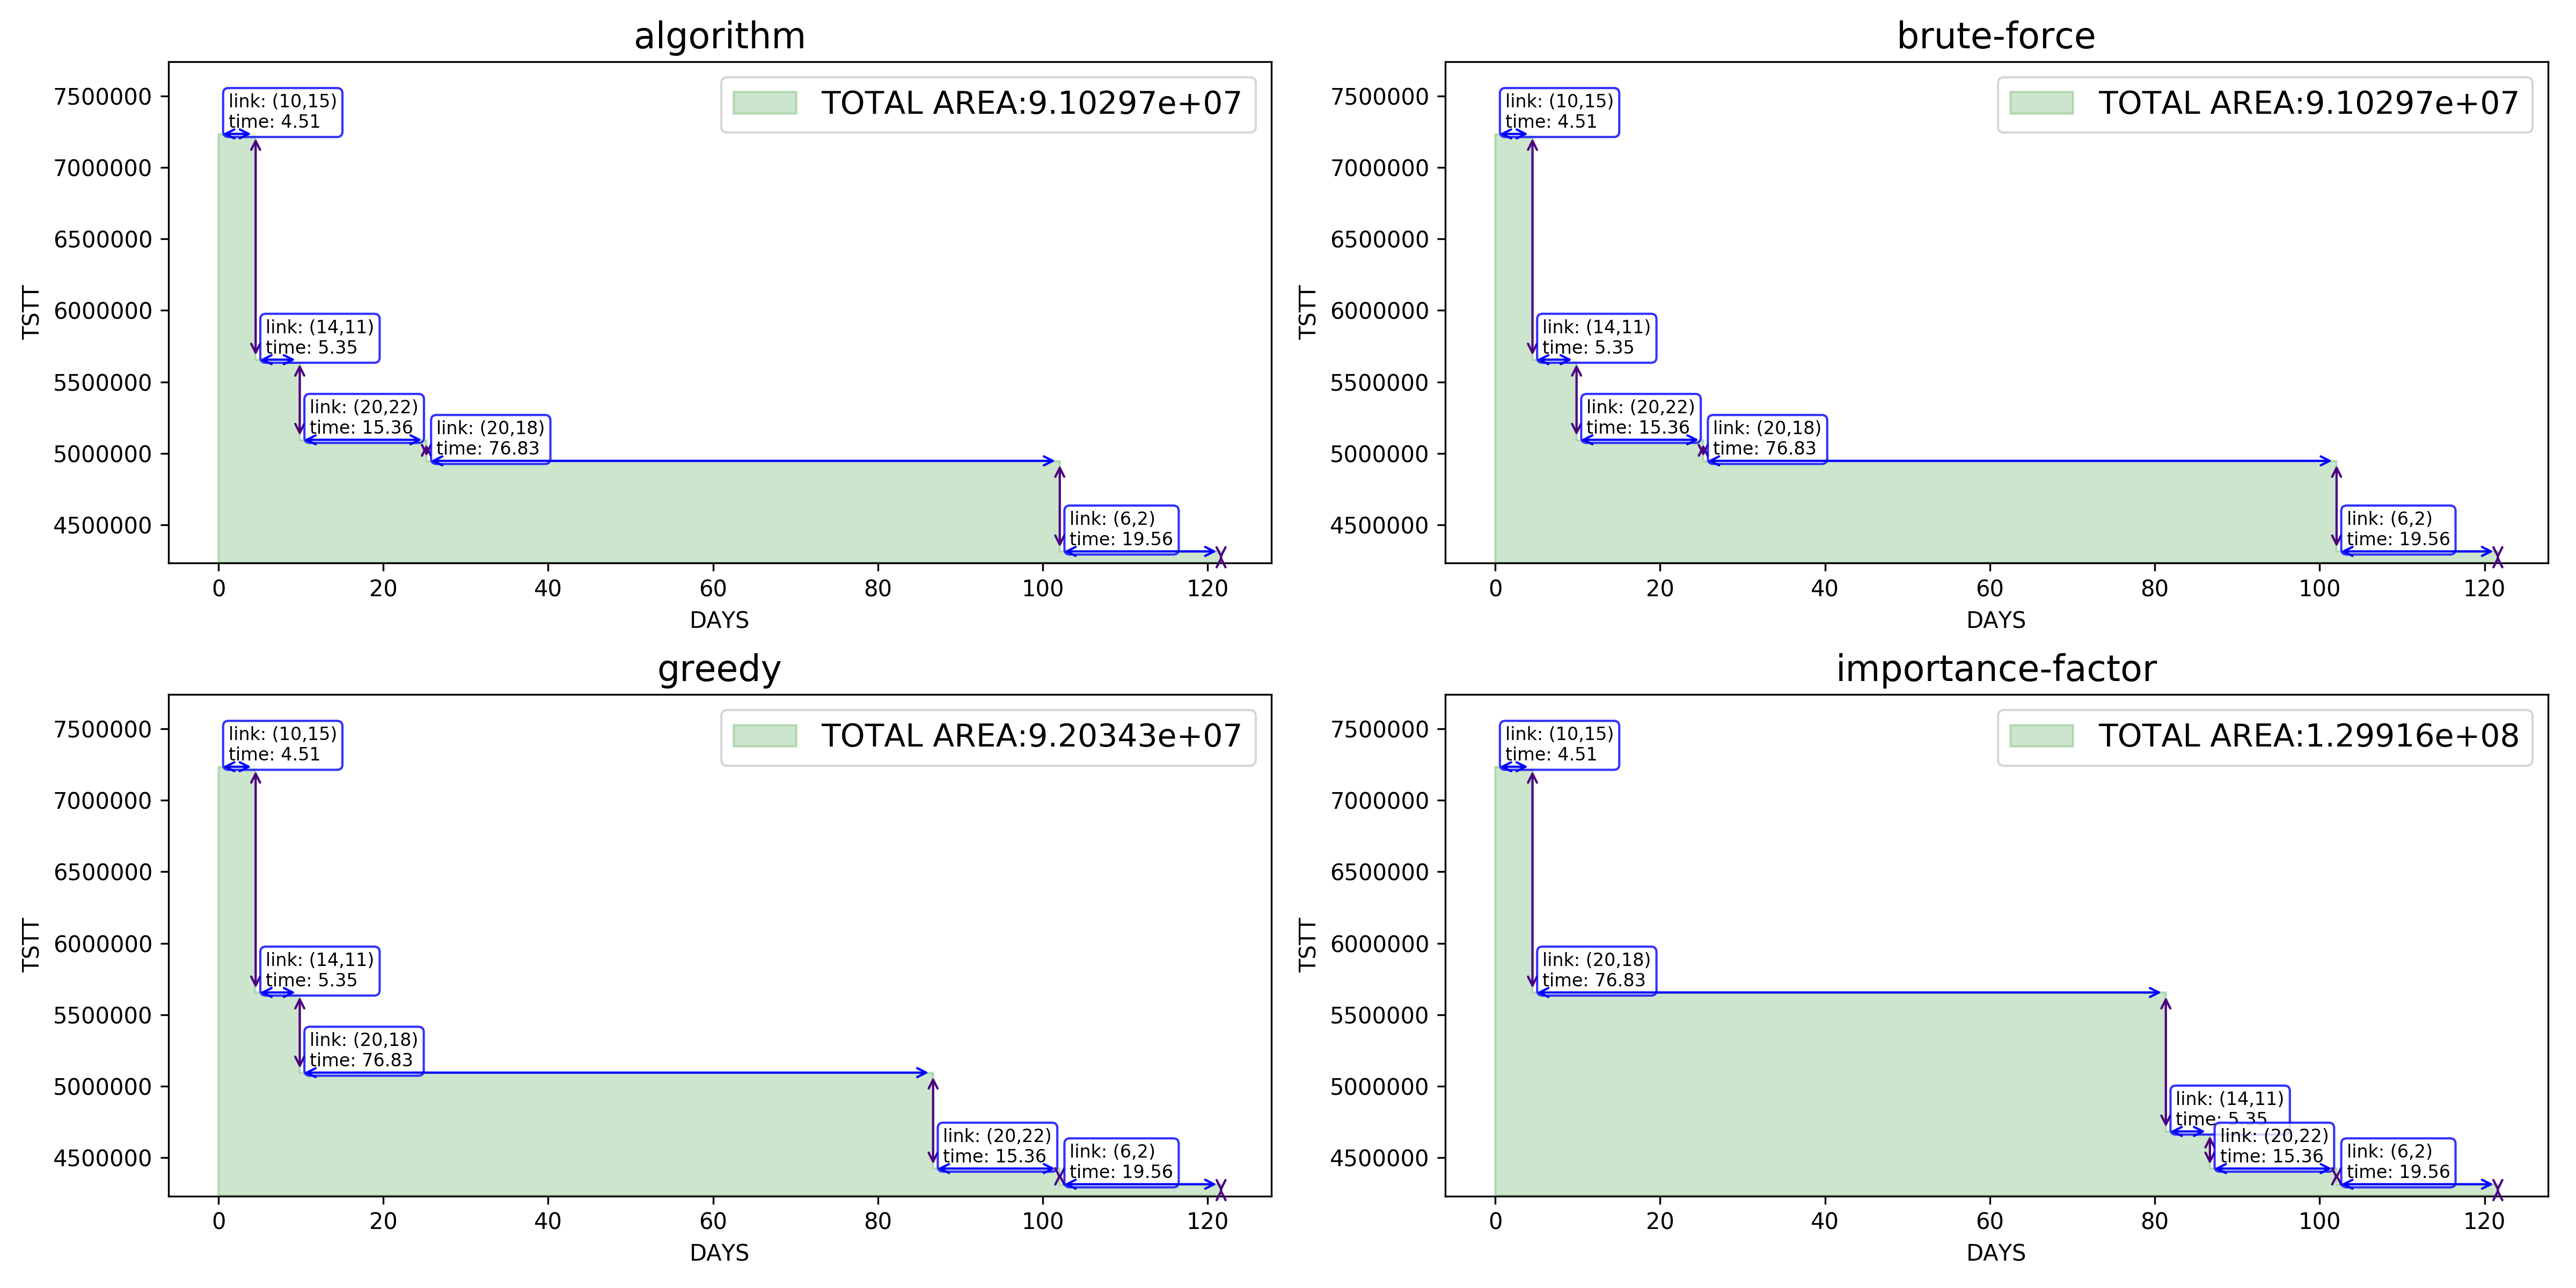 algorithm
7500000
7000000
6500000
6000000
5500000
5000000
4500000
TSTT
link: (10,15)
time: 4.51
link: (14,11)
time: 5.35
link: (20,22)
time: 15.36
link: (20,18)
time: 76.83
link: (6,2)
time: 19.56
TOTAL AREA:9.10297e+07
0 20 40 60 80 100 120
DAYS
brute-force
7500000
7000000
6500000
6000000
5500000
5000000
4500000
TSTT
link: (10,15)
time: 4.51
link: (14,11)
time: 5.35
link: (20,22)
time: 15.36
link: (20,18)
time: 76.83
link: (6,2)
time: 19.56
TOTAL AREA:9.10297e+07
0 20 40 60 80 100 120
DAYS
greedy
7500000
7000000
6500000
6000000
5500000
5000000
4500000
TSTT
link: (10,15)
time: 4.51
link: (14,11)
time: 5.35
link: (20,18)
time: 76.83
link: (20,22)
time: 15.36
link: (6,2)
time: 19.56
TOTAL AREA:9.20343e+07
0 20 40 60 80 100 120
DAYS
importance-factor
7500000
7000000
6500000
6000000
5500000
5000000
4500000
TSTT
link: (10,15)
time: 4.51
link: (20,18)
time: 76.83
link: (14,11)
time: 5.35
link: (20,22)
time: 15.36
link: (6,2)
time: 19.56
TOTAL AREA:1.29916e+08
0 20 40 60 80 100 120
DAYS